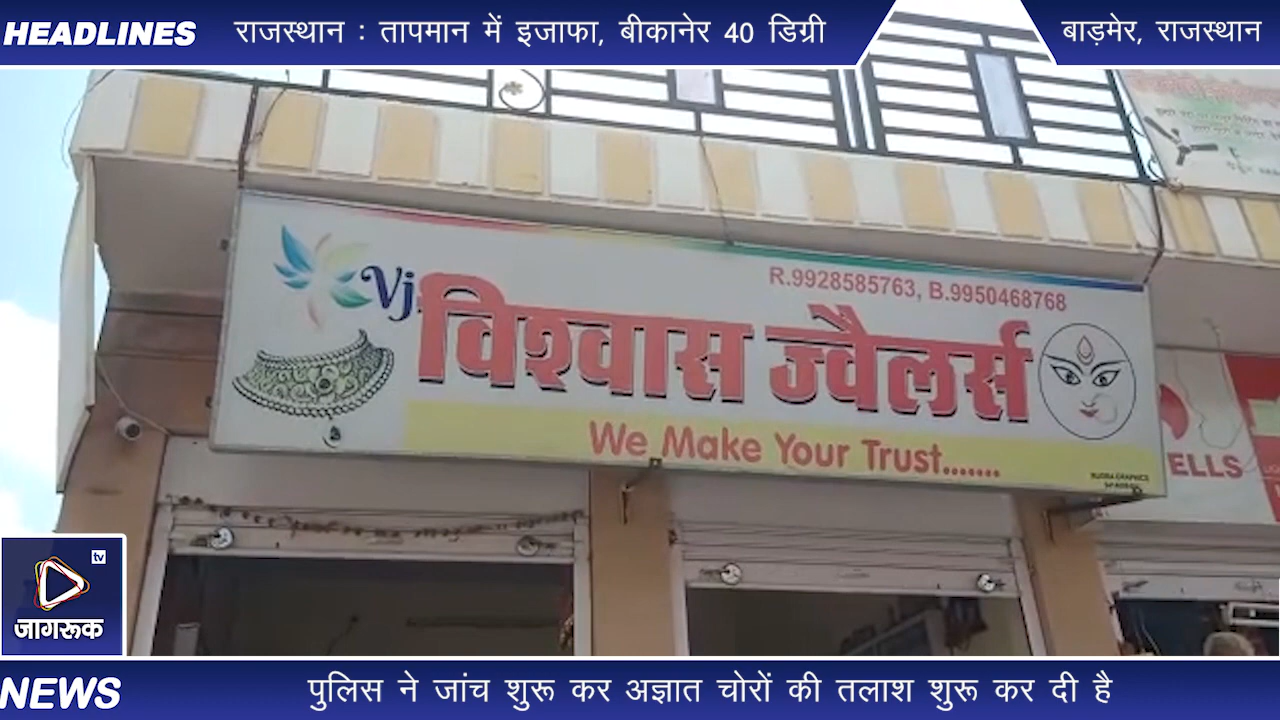 HEADLINES
राजस्थान : तापमान में इजाफा, बीकानेर 40 डिग्री
बाड़मेर, राजस्थान
R.9928585763, B.9950468768
Vj
विश्वास ज्वैलर्स
We Make Your Trust.......
ELLS
tv
जागरूक
NEWS
पुलिस ने जांच शुरू कर अज्ञात चोरों की तलाश शुरू कर दी है